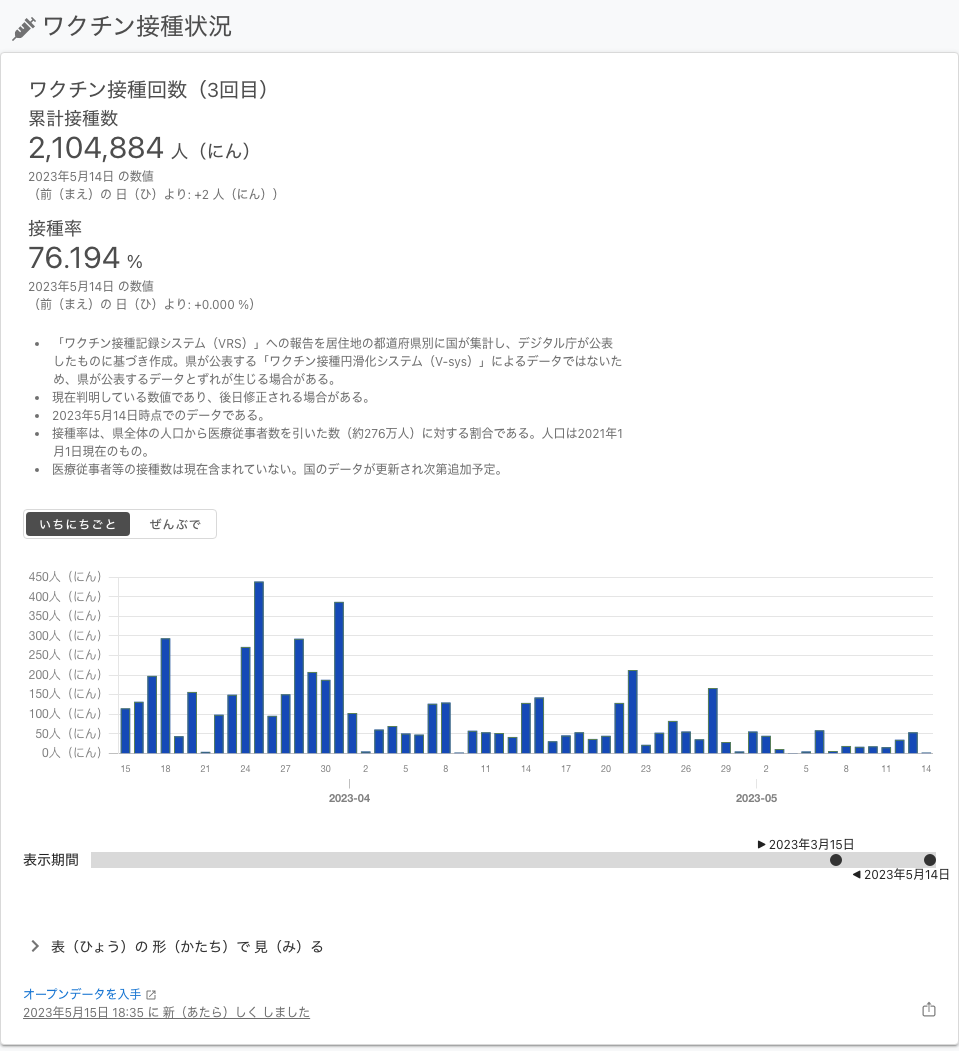 ワクチン接種状況
ワクチン接種回数（3回目）
累計接種数
2,104,884 人（にん）
2023年5月14日 の数値
（前（まえ）の 日（ひ）より: +2 人（にん））
接種率
76.194 %
2023年5月14日 の数値
（前（まえ）の 日（ひ）より: +0.000 %）
• 「ワクチン接種記録システム（VRS）」への報告を居住地の都道府県別に国が集計し、デジタル庁が公表
したものに基づき作成。県が公表する「ワクチン接種円滑化システム（V-sys）」によるデータではないた
め、県が公表するデータとずれが生じる場合がある。
• 現在判明している数値であり、後日修正される場合がある。
• 2023年5月14日時点でのデータである。
• 接種率は、県全体の人口から医療従事者数を引いた数（約276万人）に対する割合である。人口は2021年1
月1日現在のもの。
• 医療従事者等の接種数は現在含まれていない。国のデータが更新され次第追加予定。
いちにちごと ぜんぶで
450人（にん）
400人（にん）
350人（にん）
300人（にん）
250人（にん）
200人（にん）
150人（にん）
100人（にん）
50人（にん）
0人（にん）
15 18 21 24 27 30 2 5 8 11 14 17 20 23 26 29 2 5 8 11 14
2023-04 2023-05
▶ 2023年3月15日
表示期間
◀ 2023年5月14日
表（ひょう）の 形（かたち）で 見（み）る
オープンデータを入手
2023年5月15日 18:35 に 新（あたら）しく しました